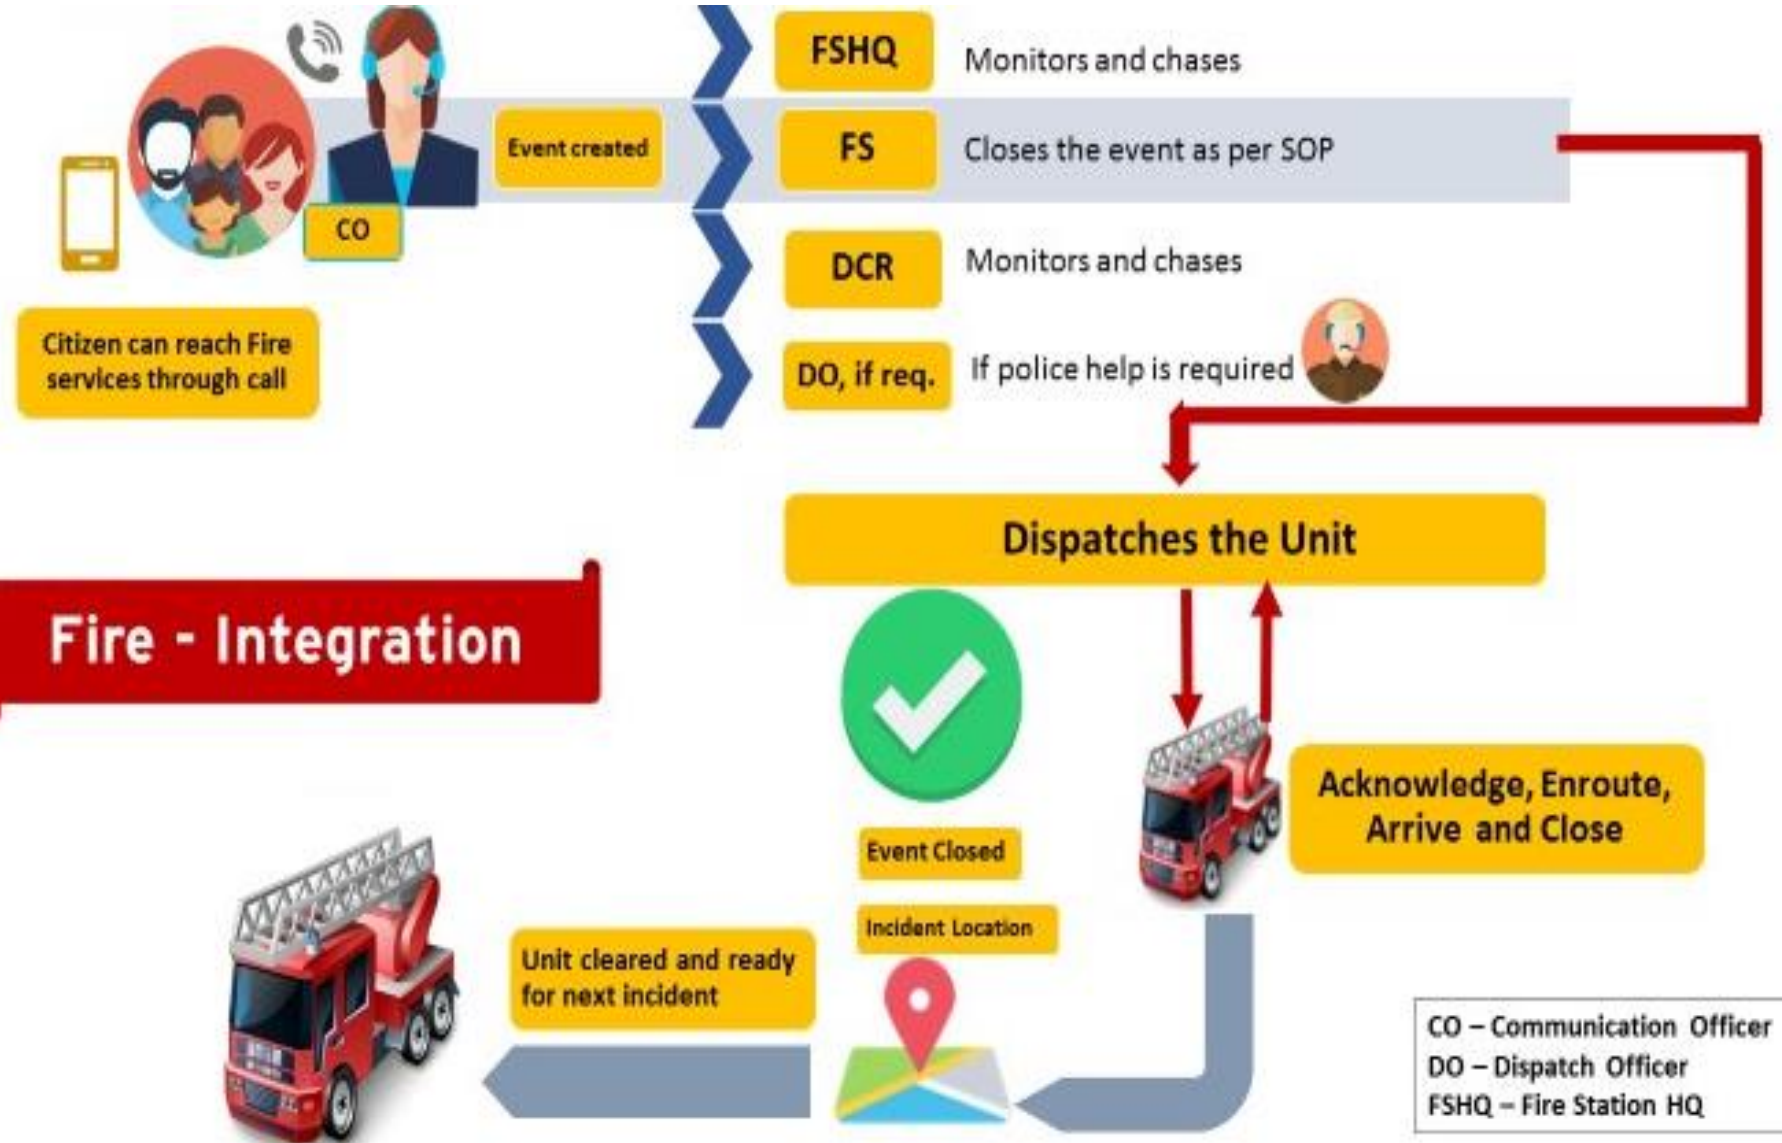 FSHQ
Monitors and chases
Event created
FS
Closes the event as per SOP
CO
DCR
Monitors and chases
Citizen can reach Fire
services through call
DO, if req.
If police help is required
Dispatches the Unit
Fire - Integration
Acknowledge, Enroute,
Arrive and Close
Event Closed
Incident Location
Unit cleared and ready
for next incident
CO – Communication Officer
DO – Dispatch Officer
FSHQ – Fire Station HQ